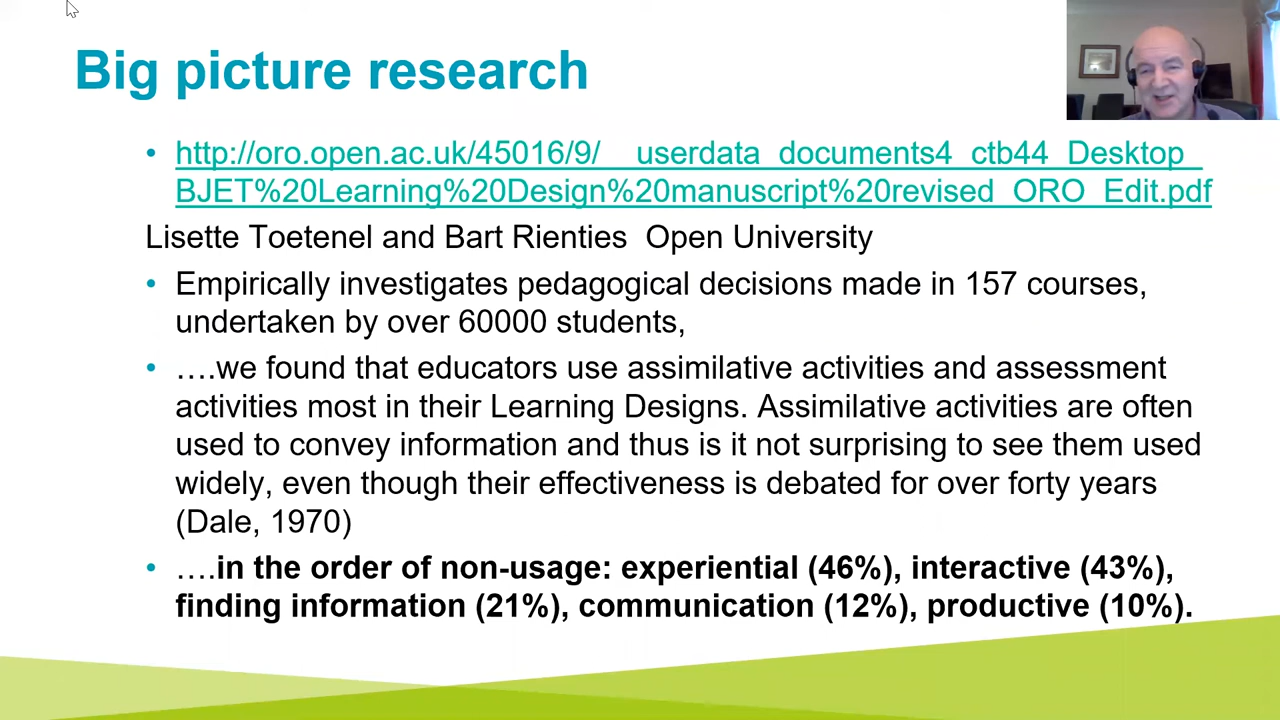 Big picture research
• http://oro.open.ac.uk/45016/9/__userdata_documents4_ctb44_Desktop_
BJET%20Learning%20Design%20manuscript%20revised_ORO_Edit.pdf
Lisette Toetenel and Bart Rienties  Open University
• Empirically investigates pedagogical decisions made in 157 courses,
undertaken by over 60000 students,
• ….we found that educators use assimilative activities and assessment
activities most in their Learning Designs. Assimilative activities are often
used to convey information and thus is it not surprising to see them used
widely, even though their effectiveness is debated for over forty years
(Dale, 1970)
• ….in the order of non-usage: experiential (46%), interactive (43%),
finding information (21%), communication (12%), productive (10%).